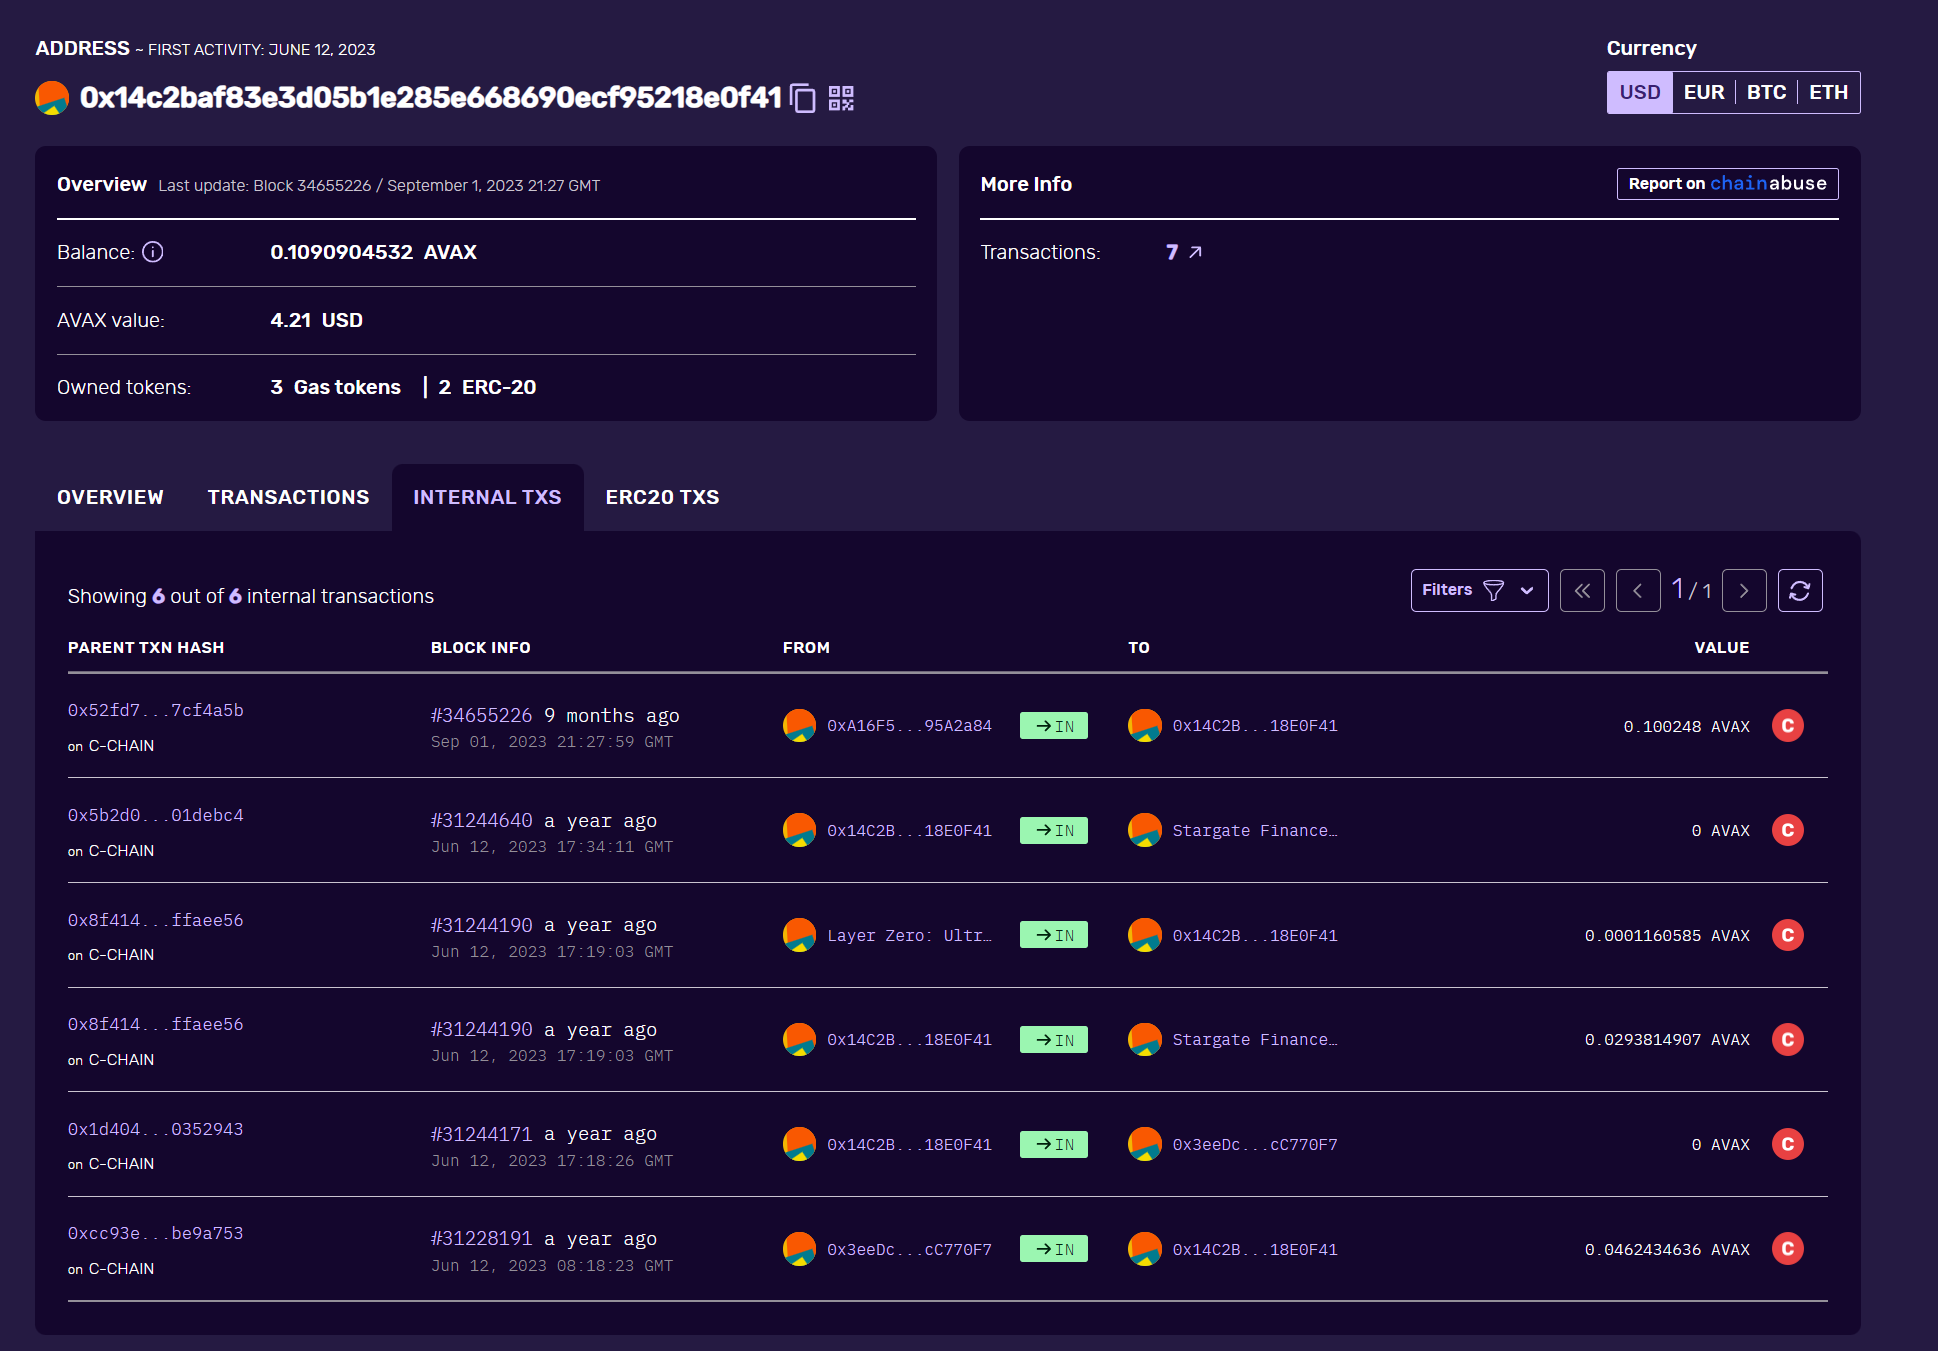 ADDRESS ~ FIRST ACTIVITY: JUNE 12, 2023
Currency
0x14c2baf83e3d05b1e285e668690ecf95218e0f41
USD EUR BTC ETH
Overview Last update: Block 34655226 / September 1, 2023 21:27 GMT
Balance: 0.1090904532 AVAX
AVAX value: 4.21 USD
Owned tokens: 3 Gas tokens | 2 ERC-20
More Info
Report on chainabuse
Transactions: 7
OVERVIEW TRANSACTIONS INTERNAL TXS ERC20 TXS
Showing 6 out of 6 internal transactions
Filters 1/1
PARENT TXN HASH BLOCK INFO FROM TO VALUE
0x52fd7...7cf4a5b #34655226 9 months ago 0xA16F5...95A2a84 →IN 0x14C2B...18E0F41 0.100248 AVAX C
on C-CHAIN Sep 01, 2023 21:27:59 GMT
0x5b2d0...01debc4 #31244640 a year ago 0x14C2B...18E0F41 →IN Stargate Finance… 0 AVAX C
on C-CHAIN Jun 12, 2023 17:34:11 GMT
0x8f414...ffaee56 #31244190 a year ago Layer Zero: Ultr… →IN 0x14C2B...18E0F41 0.0001160585 AVAX C
on C-CHAIN Jun 12, 2023 17:19:03 GMT
0x8f414...ffaee56 #31244190 a year ago 0x14C2B...18E0F41 →IN Stargate Finance… 0.0293814907 AVAX C
on C-CHAIN Jun 12, 2023 17:19:03 GMT
0x1d404...0352943 #31244171 a year ago 0x14C2B...18E0F41 →IN 0x3eeDc...cC770F7 0 AVAX C
on C-CHAIN Jun 12, 2023 17:18:26 GMT
0xcc93e...be9a753 #31228191 a year ago 0x3eeDc...cC770F7 →IN 0x14C2B...18E0F41 0.0462434636 AVAX C
on C-CHAIN Jun 12, 2023 08:18:23 GMT